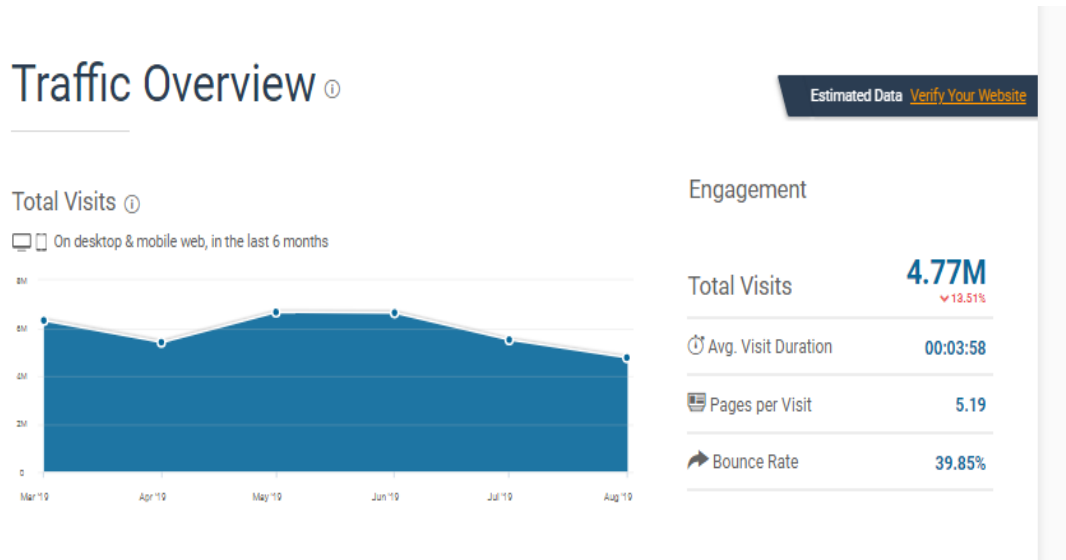 Traffic Overview
Estimated Data Verify Your Website
Total Visits
On desktop & mobile web, in the last 6 months
8M
6M
4M
2M
0
Mar '19 Apr '19 May '19 Jun '19 Jul '19 Aug '19
Engagement
Total Visits 4.77M
13.51%
Avg. Visit Duration 00:03:58
Pages per Visit 5.19
Bounce Rate 39.85%